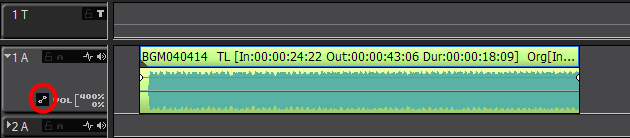 1 T T
1 A A
BGM040414 TL [In:00:00:24:22 Out:00:00:43:06 Dur:00:00:18:09] Org[In...
VOL [400%
0%
2 A A